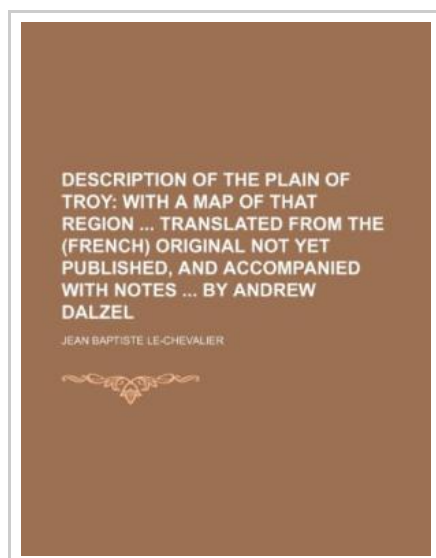 DESCRIPTION OF THE PLAIN OF
TROY: WITH A MAP OF THAT
REGION ... TRANSLATED FROM THE
(FRENCH) ORIGINAL NOT YET
PUBLISHED, AND ACCOMPANIED
WITH NOTES ... BY ANDREW
DALZEL
JEAN BAPTISTE LE-CHEVALIER